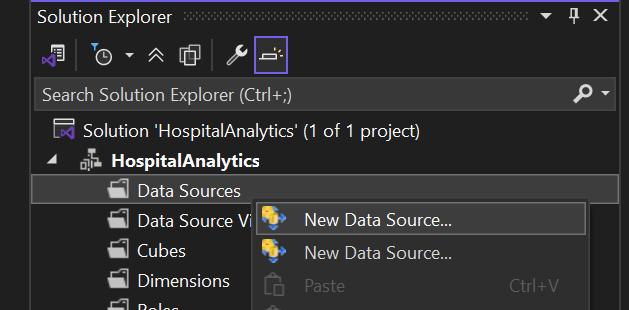 Solution Explorer
Search Solution Explorer (Ctrl+;)
Solution 'HospitalAnalytics' (1 of 1 project)
HospitalAnalytics
Data Sources
Data Source Vi
New Data Source...
Cubes
New Data Source...
Dimensions
Paste Ctrl+V